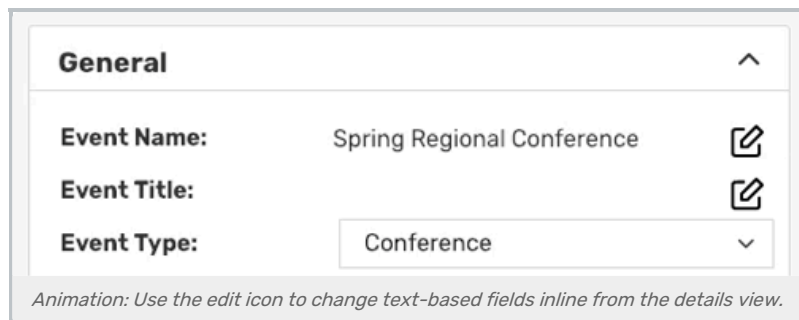 General
Event Name: Spring Regional Conference
Event Title:
Event Type: Conference
Animation: Use the edit icon to change text-based fields inline from the details view.